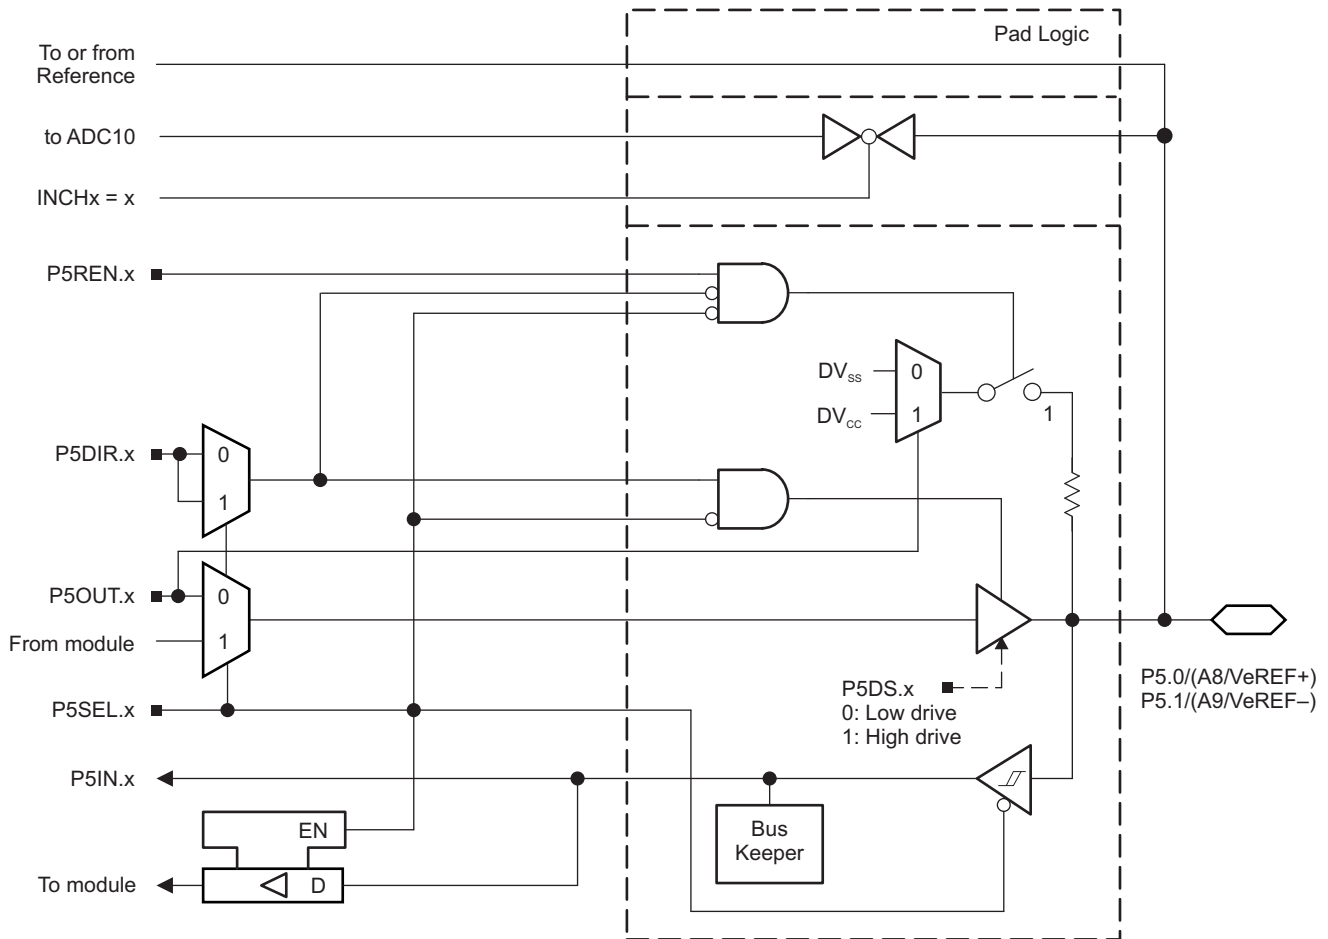 Pad Logic
To or from
Reference
to ADC10
INCHx = x
P5REN.x
DVSS
0
DVCC
1
1
P5DIR.x
0
1
P5OUT.x
0
From module
1
P5SEL.x
P5DS.x
0: Low drive
1: High drive
P5.0/(A8/VeREF+)
P5.1/(A9/VeREF–)
P5IN.x
Bus
Keeper
EN
To module
D